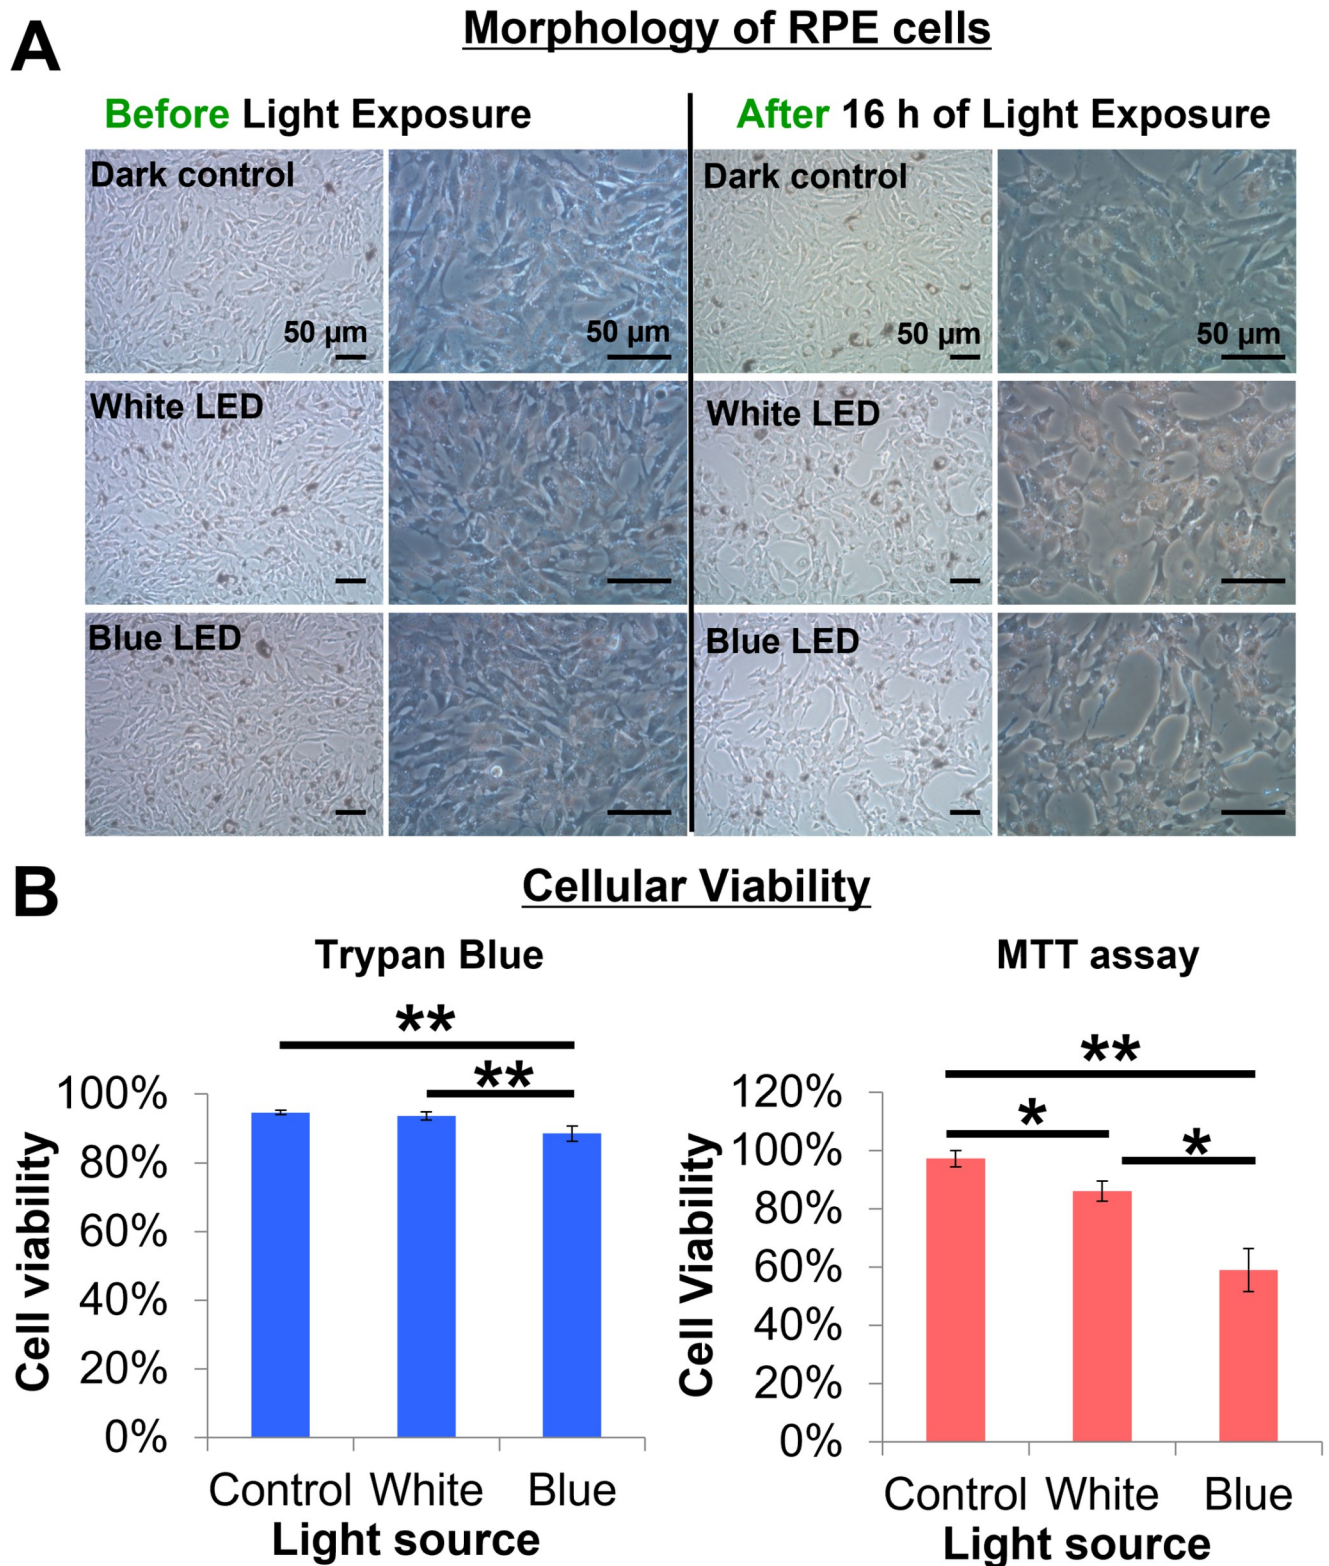 A
Morphology of RPE cells
Before Light Exposure
After 16 h of Light Exposure
Dark control
50 µm
50 µm
Dark control
50 µm
50 µm
White LED
White LED
Blue LED
Blue LED
B
Cellular Viability
Trypan Blue
**
**
100%
80%
60%
40%
20%
0%
Cell viability
Control White Blue
Light source
MTT assay
**
*
*
120%
100%
80%
60%
40%
20%
0%
Cell Viability
Control White Blue
Light source